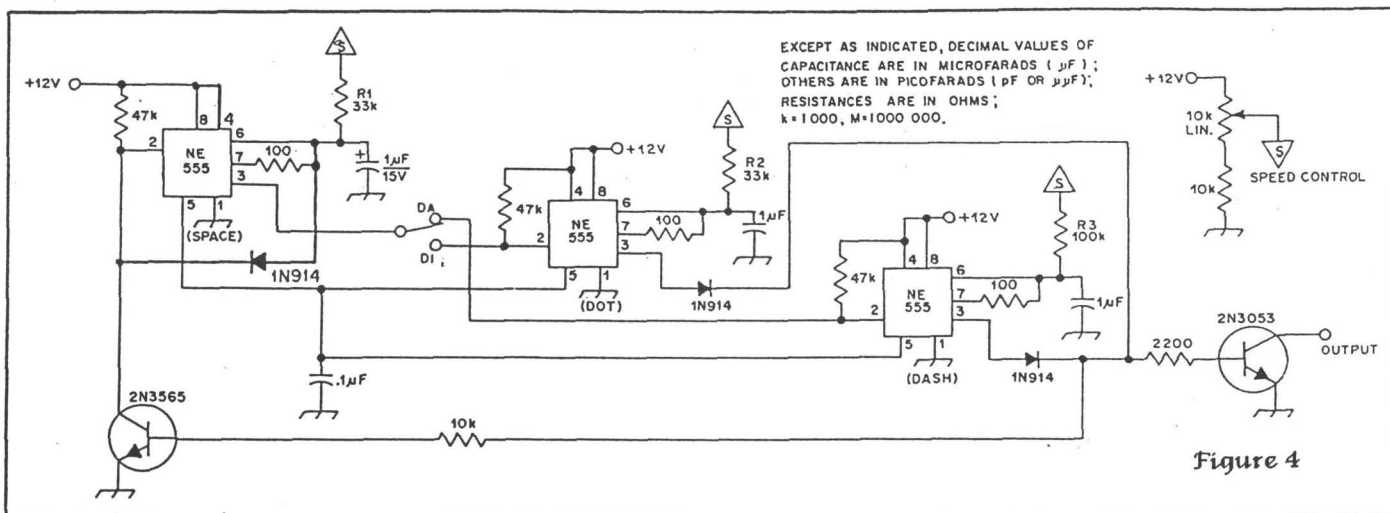 EXCEPT AS INDICATED, DECIMAL VALUES OF
CAPACITANCE ARE IN MICROFARADS ( µF ) ;
OTHERS ARE IN PICOFARADS ( pF OR µµF ) ;
RESISTANCES ARE IN OHMS ;
k=1000, M=1000 000.
S
R1
33k
+12V
47k
8
4
2
6
NE
555
7
100
3
5
1
(SPACE)
+
1µF
15V
1N914
DA
DI
S
R2
33k
+12V
47k
4
8
2
6
NE
555
7
100
3
5
1
(DOT)
1µF
1N914
S
R3
100k
+12V
47k
4
8
2
6
NE
555
7
100
3
5
1
(DASH)
1µF
1N914
+12V
10k
LIN.
S
SPEED CONTROL
10k
.1µF
2N3565
10k
2200
2N3053
OUTPUT
Figure 4